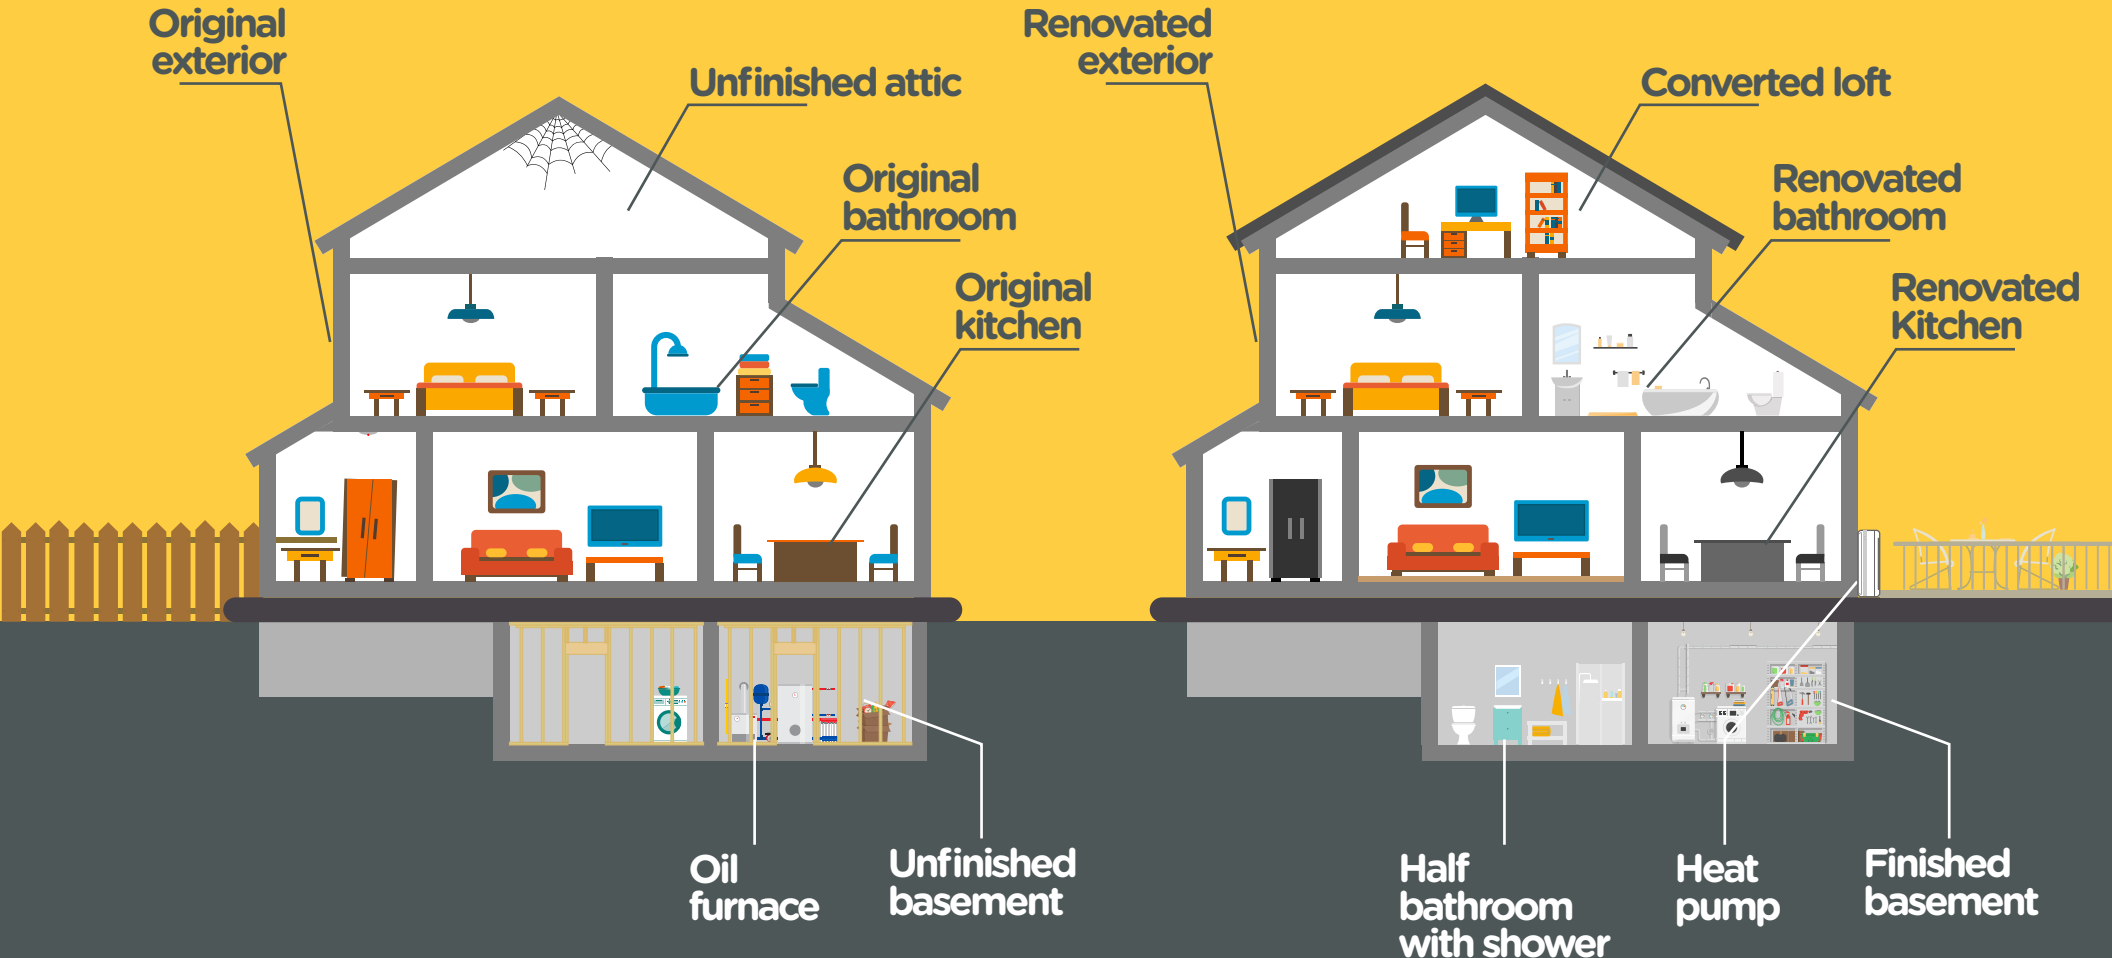 Original
exterior
Unfinished attic
Original
bathroom
Original
kitchen
Oil
furnace
Unfinished
basement
Renovated
exterior
Converted loft
Renovated
bathroom
Renovated
Kitchen
Half
bathroom
with shower
Heat
pump
Finished
basement